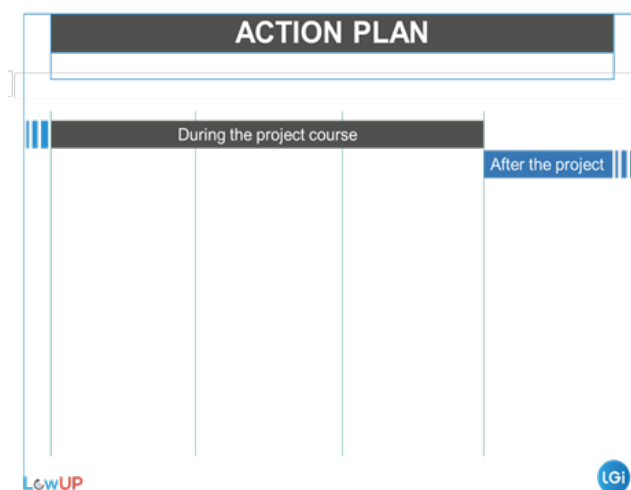 ACTION PLAN
During the project course
After the project
LowUP
LGi